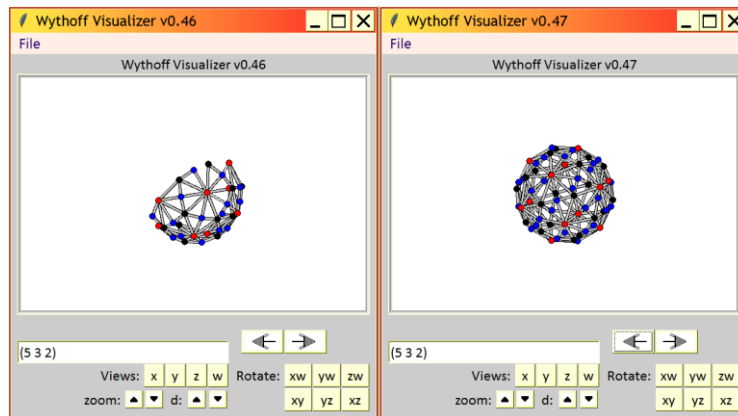 Wythoff Visualizer v0.46
File
Wythoff Visualizer v0.46
(5 3 2)
Views: x y z w Rotate: xw yw zw
zoom: d: xy yz xz
Wythoff Visualizer v0.47
File
Wythoff Visualizer v0.47
(5 3 2)
Views: x y z w Rotate: xw yw zw
zoom: d: xy yz xz